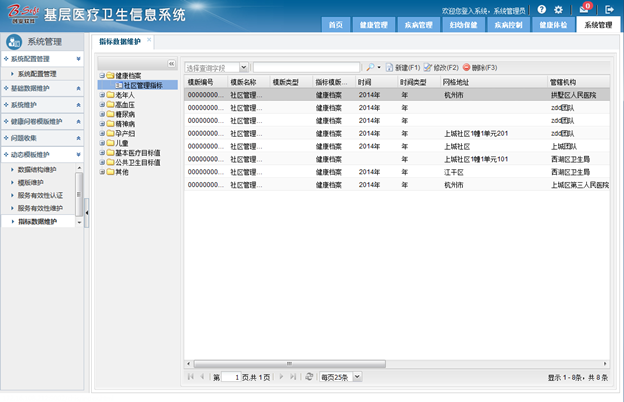 B-Soft 基层医疗卫生信息系统
创业软件
欢迎您登入系统，系统管理员
首页 健康管理 疾病管理 妇幼保健 疾病控制 健康体检 系统管理
系统管理
指标数据维护
系统配置管理
系统配置管理
基础数据维护
系统维护
健康问卷模版维护
问题收集
动态模版维护
数据结构维护
模版维护
服务有效性认证
服务有效性维护
指标数据维护
健康档案
社区管理指标
老年人
高血压
糖尿病
精神病
孕产妇
儿童
基本医疗目标值
公共卫生目标值
其他
选择查询字段 新建(F1) 修改(F2) 删除(F3)
模版编号 模版名称 模版类型 指标模版... 时间 时间类型 网格地址 管辖机构
00000000... 社区管理... 健康档案 2014年 年 杭州市 拱墅区人民医院
00000000... 社区管理... 健康档案 2014年 年 zdd团队
00000000... 社区管理... 健康档案 2014年 年 zdd团队
00000000... 社区管理... 健康档案 年 上城社区1幢1单元201 zdd团队
00000000... 社区管理... 健康档案 2014年 年 上城社区 上城团队
00000000... 社区管理... 健康档案 年 上城社区1幢1单元101 西湖区卫生局
00000000... 社区管理... 健康档案 2014年 年 江干区 西湖区卫生局
00000000... 社区管理... 健康档案 2014年 年 杭州市 上城区第三人民医院
第 1 页,共 1 页 每页25条 显示 1 - 8条，共 8 条